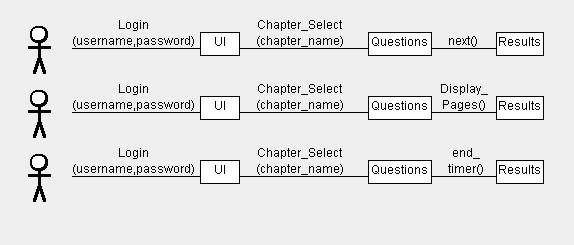 Login Chapter_Select
(username,password) UI (chapter_name) Questions next() Results
Login Chapter_Select Display_
(username,password) UI (chapter_name) Questions Pages() Results
Login Chapter_Select end_
(username,password) UI (chapter_name) Questions timer() Results